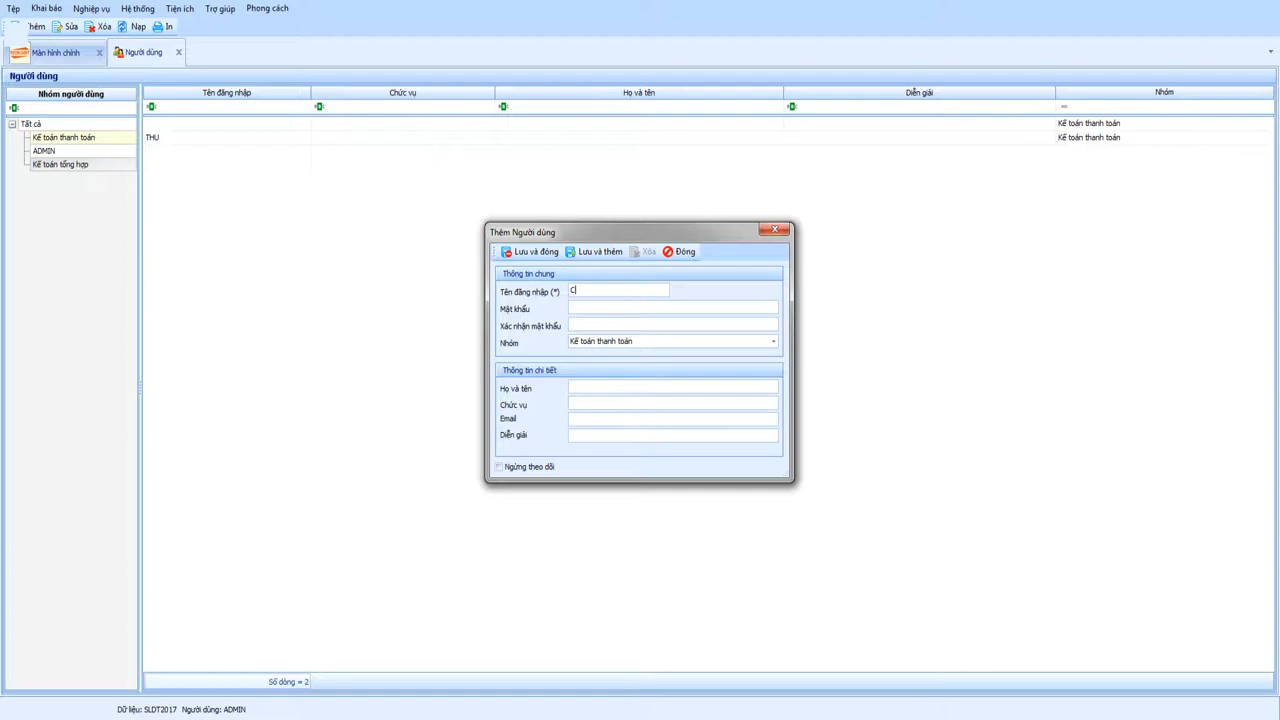 Tệp Khai báo Nghiệp vụ Hệ thống Tiện ích Trợ giúp Phong cách
Thêm Sửa Xóa Nạp In
Màn hình chính Người dùng
Người dùng
Nhóm người dùng Tên đăng nhập Chức vụ Họ và tên Diễn giải Nhóm
=
Tất cả Kế toán thanh toán
Kế toán thanh toán THU Kế toán thanh toán
ADMIN
Kế toán tổng hợp
Thêm Người dùng
Lưu và đóng Lưu và thêm Xóa Đóng
Thông tin chung
Tên đăng nhập (*) C
Mật khẩu
Xác nhận mật khẩu
Nhóm Kế toán thanh toán
Thông tin chi tiết
Họ và tên
Chức vụ
Email
Diễn giải
Ngừng theo dõi
Số dòng = 2
Dữ liệu: SLDT2017 Người dùng: ADMIN